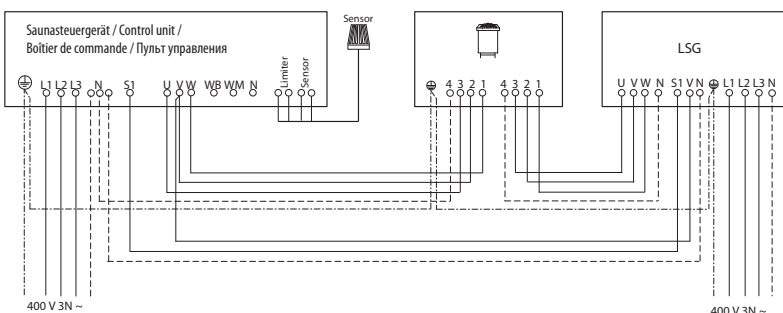 Saunasteuergerät / Control unit /
Boîtier de commande / Пульт управления
Sensor
LSG
L1 L2 L3 N S1 U V W WB WM N Limiter Sensor
4 3 2 1
4 3 2 1
U V W N S1 V N L1 L2 L3 N
400 V 3N ~
400 V 3N ~